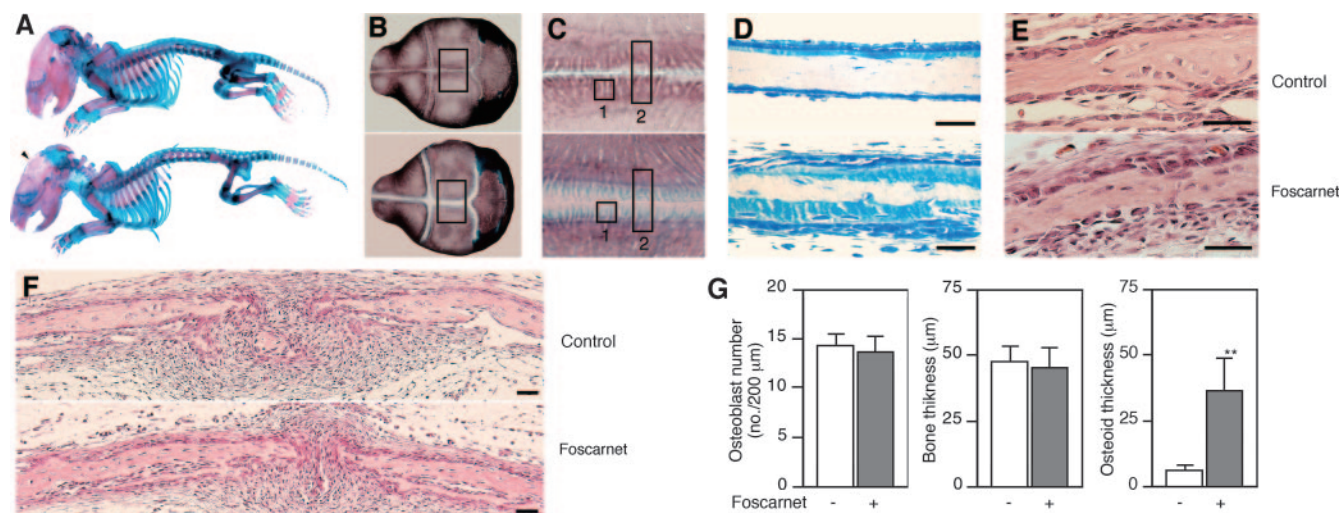 A
B
C
D
E
1
2
1
2
Control
Foscarnet
F
Control
Foscarnet
G
Osteoblast number
(no./200 µm)
20
15
10
5
0
Bone thikness (µm)
75
50
25
0
Osteoid thickness (µm)
75
50
25
0
**
Foscarnet - + - + - +